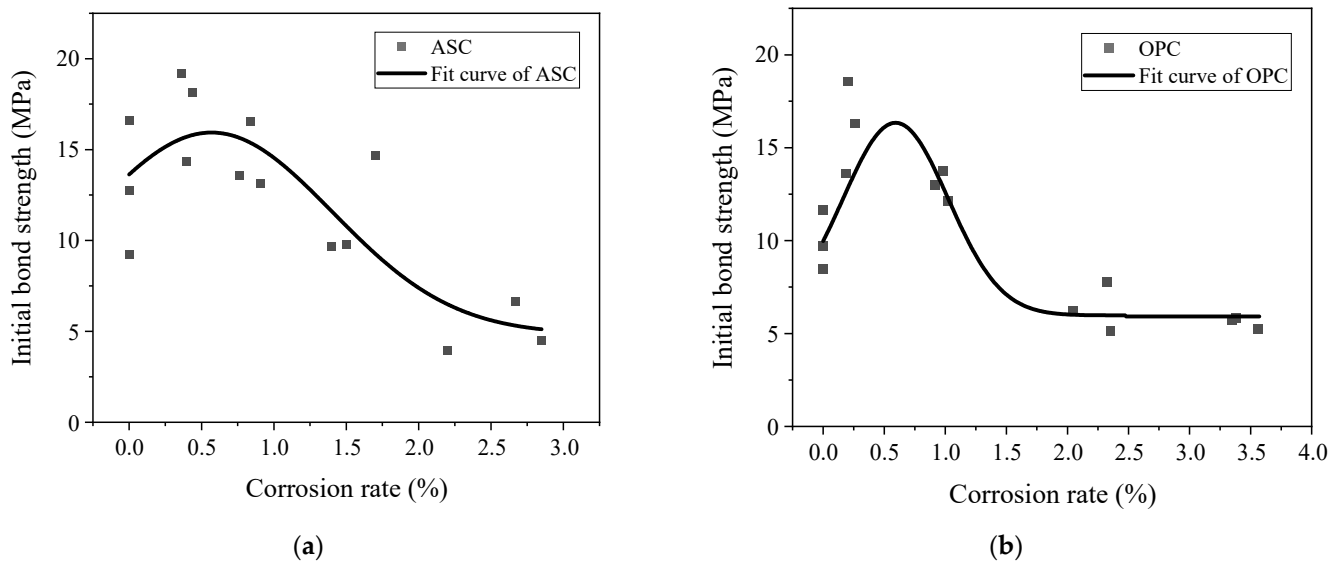 ASC
Fit curve of ASC
Initial bond strength (MPa)
20
15
10
5
0
0.0 0.5 1.0 1.5 2.0 2.5 3.0
Corrosion rate (%)
(a)
OPC
Fit curve of OPC
Initial bond strength (MPa)
20
15
10
5
0
0.0 0.5 1.0 1.5 2.0 2.5 3.0 3.5 4.0
Corrosion rate (%)
(b)